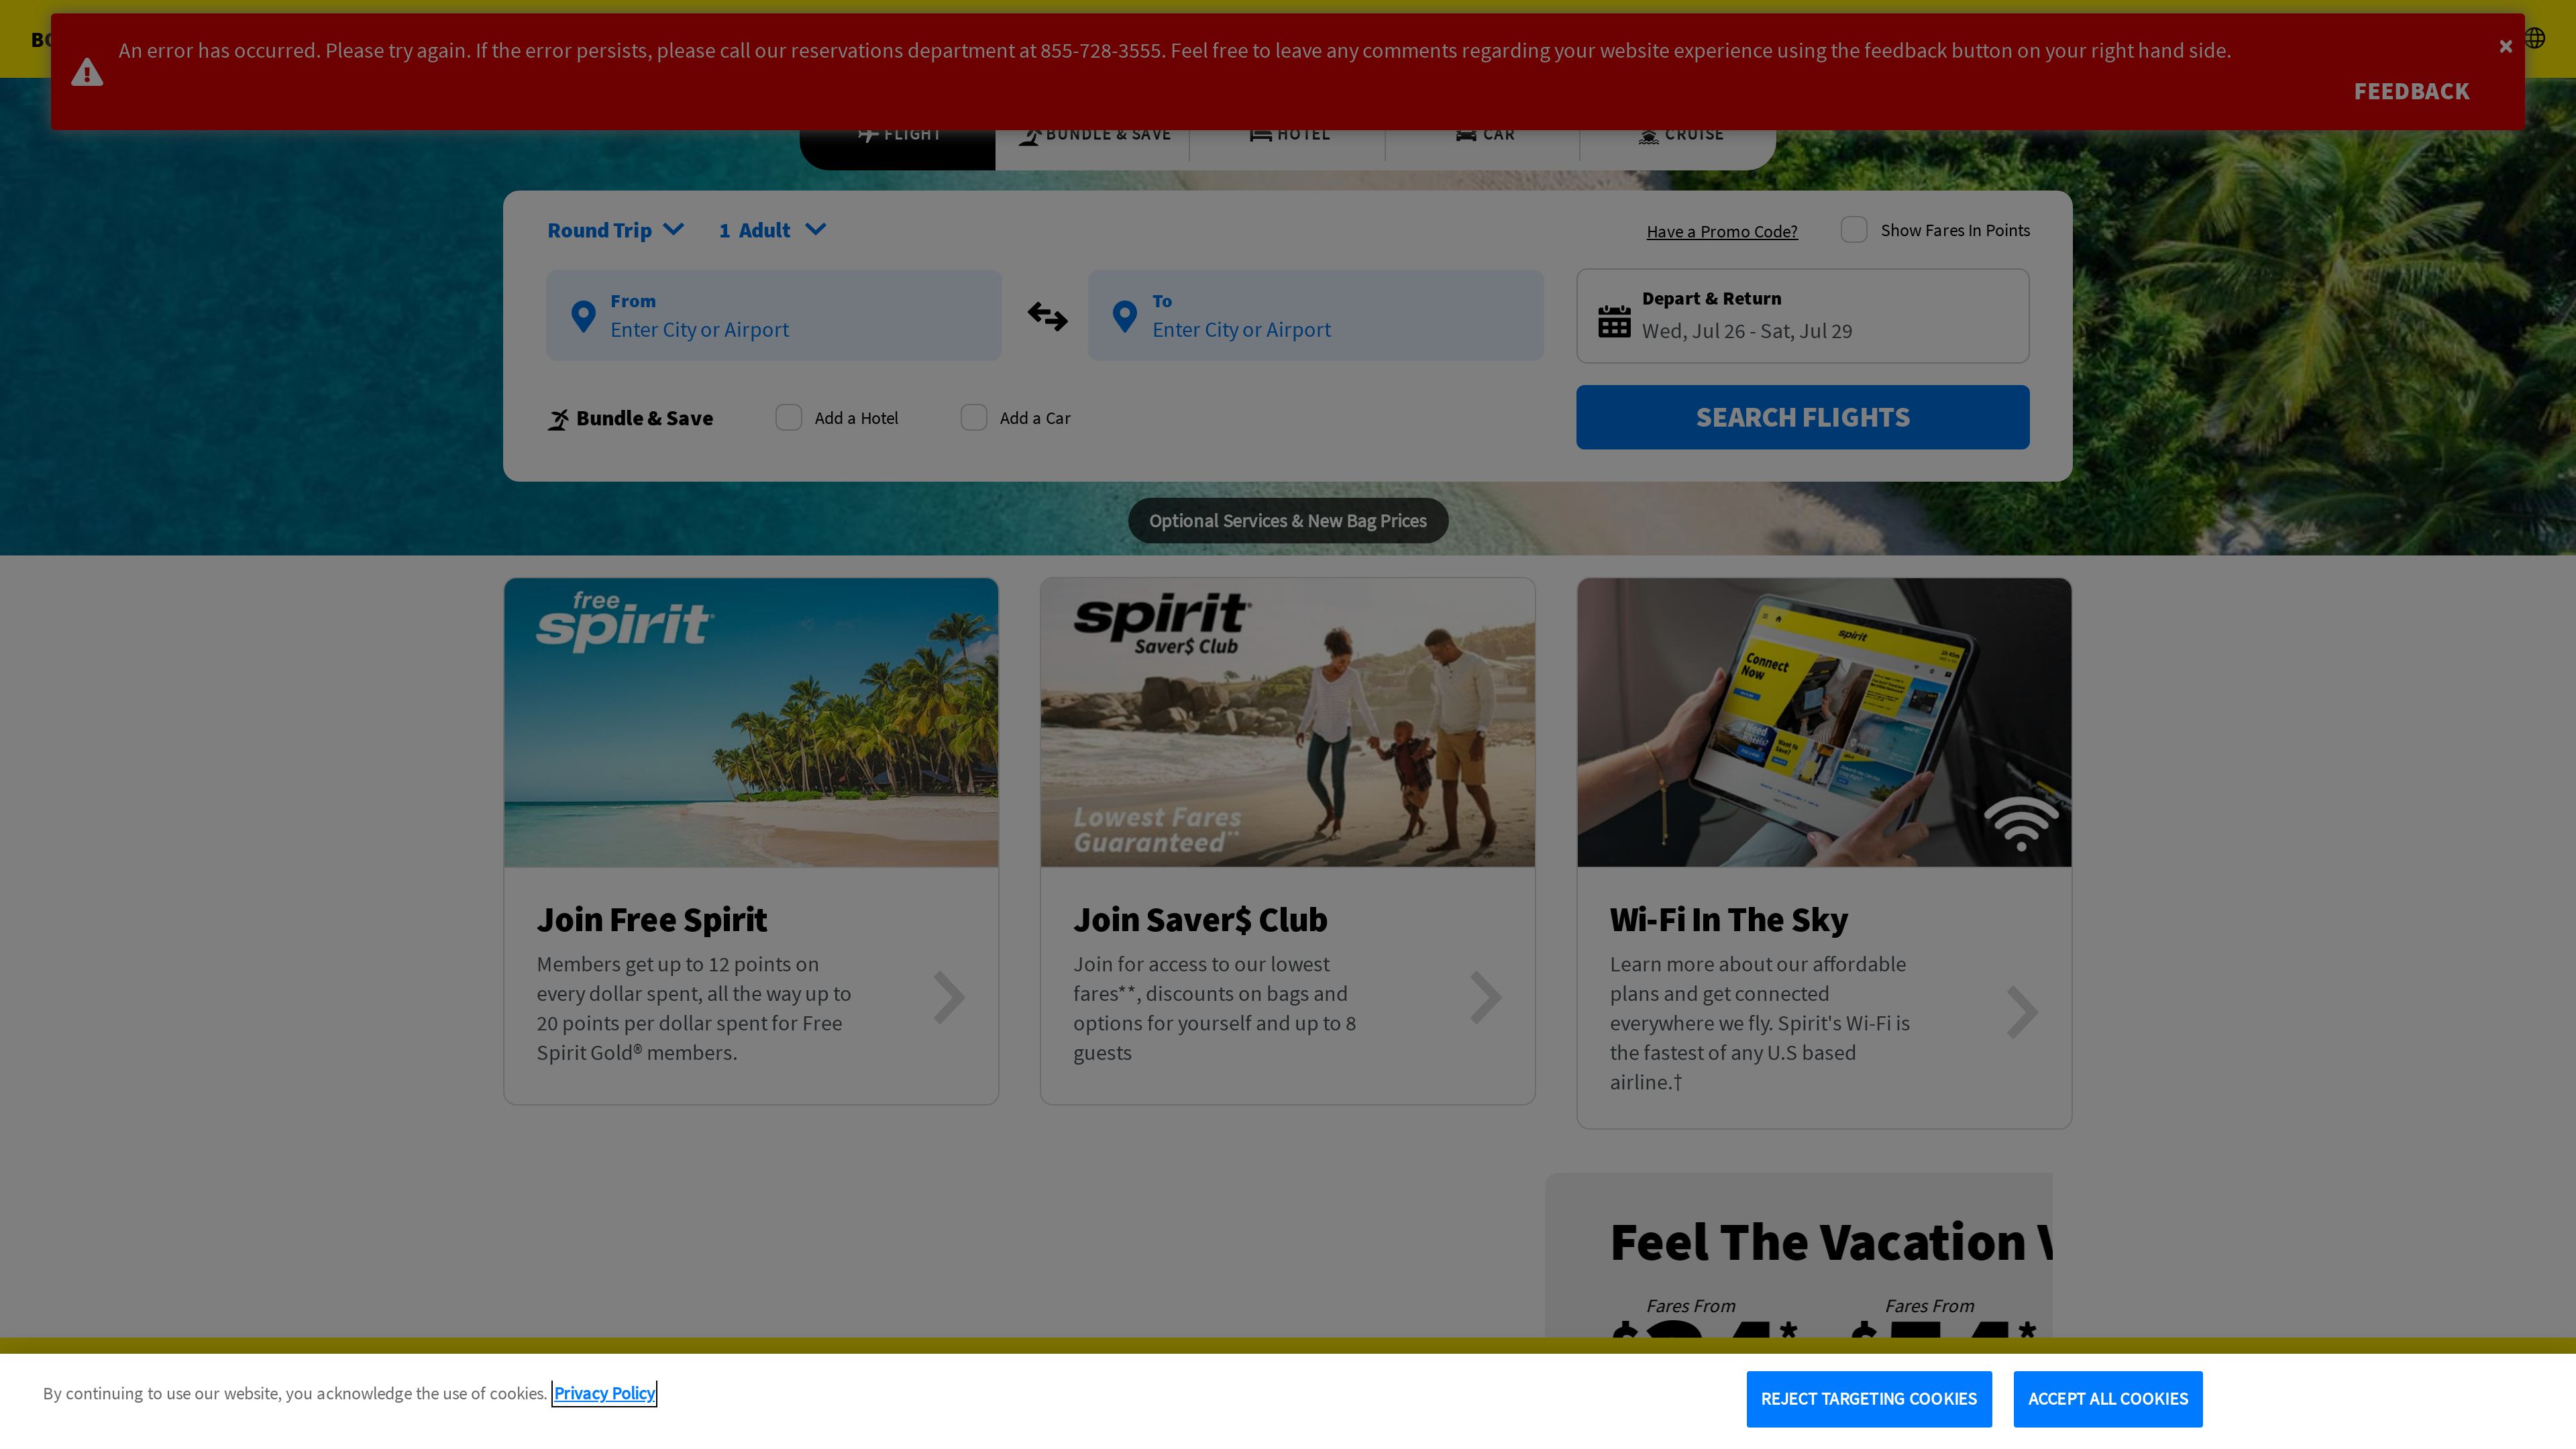 An error has occurred. Please try again. If the error persists, please call our reservations department at 855-728-3555. Feel free to leave any comments regarding your website experience using the feedback button on your right hand side.
FEEDBACK
FLIGHT
BUNDLE & SAVE
HOTEL
CAR
CRUISE
Round Trip
1 Adult
Have a Promo Code?
Show Fares In Points
From
Enter City or Airport
To
Enter City or Airport
Depart & Return
Wed, Jul 26 - Sat, Jul 29
Bundle & Save
Add a Hotel
Add a Car
SEARCH FLIGHTS
Optional Services & New Bag Prices
free
spirit
spirit
Saver$ Club
Lowest Fares
Guaranteed**
spirit
Connect
Now
Join Free Spirit
Members get up to 12 points on
every dollar spent, all the way up to
20 points per dollar spent for Free
Spirit Gold® members.
Join Saver$ Club
Join for access to our lowest
fares**, discounts on bags and
options for yourself and up to 8
guests
Wi-Fi In The Sky
Learn more about our affordable
plans and get connected
everywhere we fly. Spirit's Wi-Fi is
the fastest of any U.S based
airline.†
Feel The Vacation
Fares From
Fares From
By continuing to use our website, you acknowledge the use of cookies. Privacy Policy
REJECT TARGETING COOKIES
ACCEPT ALL COOKIES